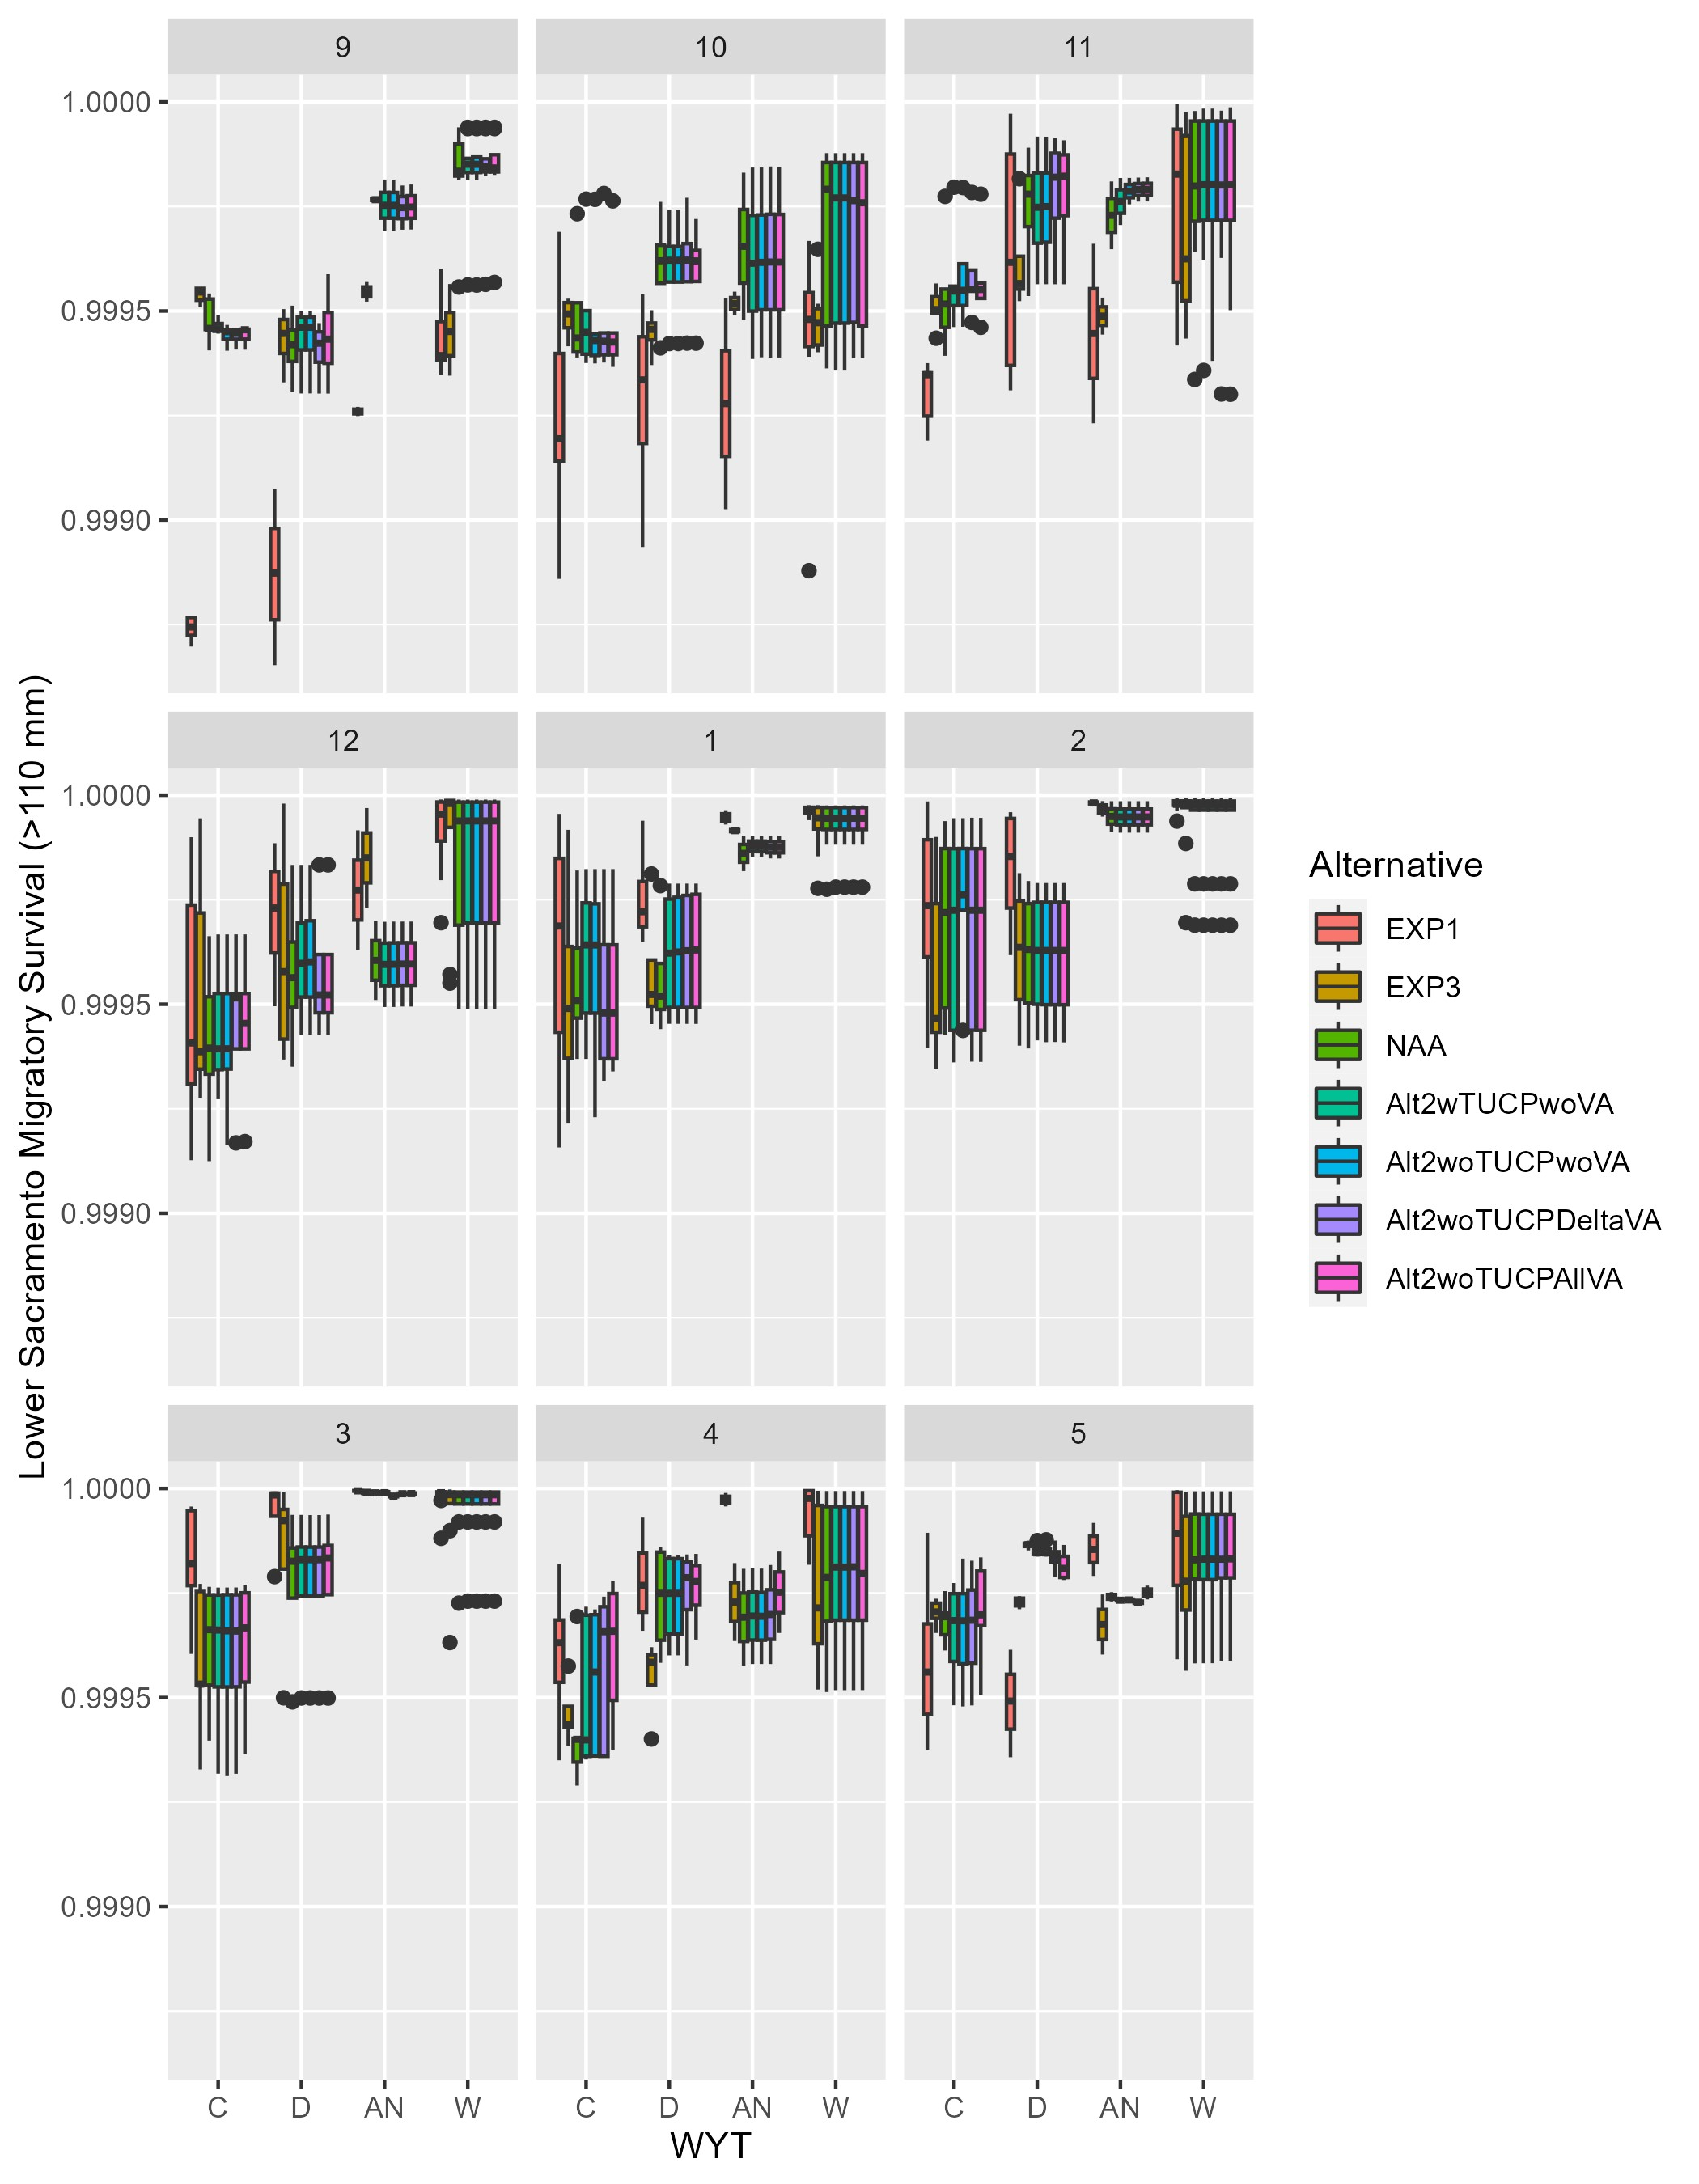 9 10 11
1.0000
0.9995
0.9990
12 1 2
1.0000
0.9995
0.9990
3 4 5
1.0000
0.9995
0.9990
C D AN W C D AN W C D AN W
WYT
Lower Sacramento Migratory Survival (>110 mm)
Alternative
EXP1
EXP3
NAA
Alt2wTUCPwoVA
Alt2woTUCPwoVA
Alt2woTUCPDeltaVA
Alt2woTUCPAllVA